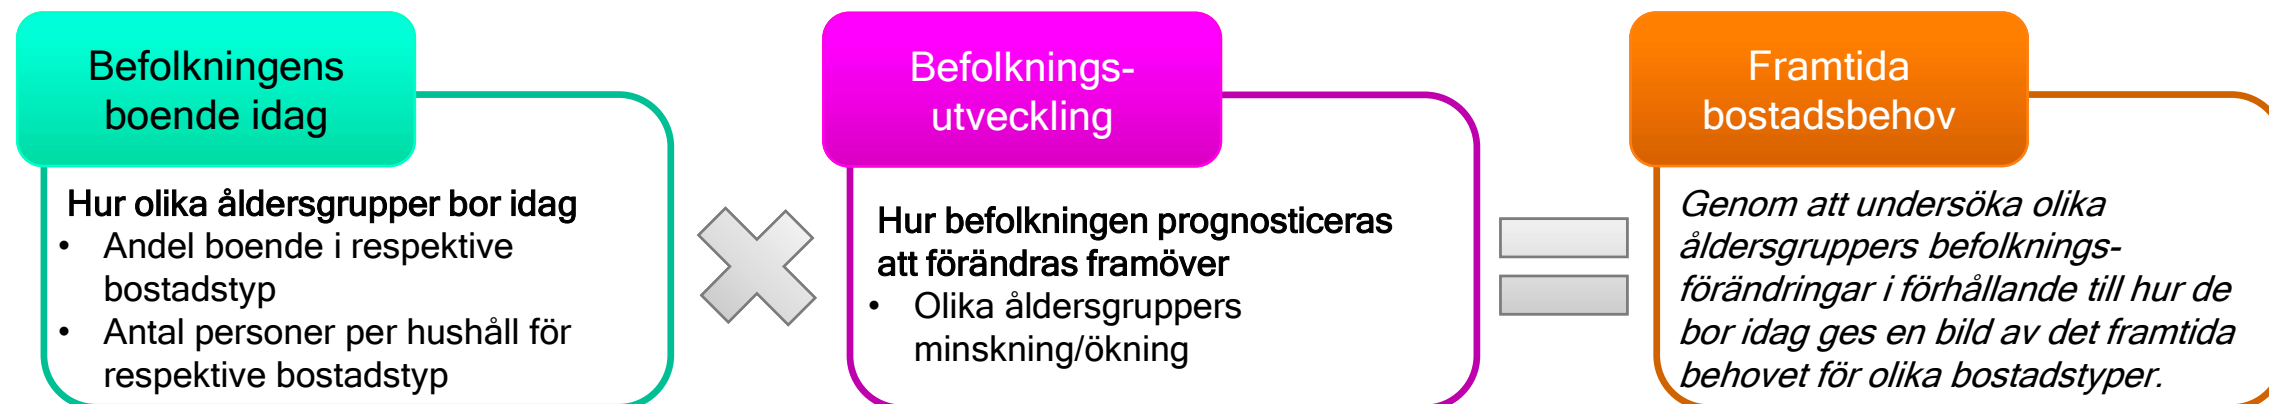 Befolkningens
boende idag
Hur olika åldersgrupper bor idag
• Andel boende i respektive
bostadstyp
• Antal personer per hushåll för
respektive bostadstyp
Befolknings-
utveckling
Hur befolkningen prognosticeras
att förändras framöver
• Olika åldersgruppers
minskning/ökning
Framtida
bostadsbehov
Genom att undersöka olika
åldersgruppers befolknings-
förändringar i förhållande till hur de
bor idag ges en bild av det framtida
behovet för olika bostadstyper.